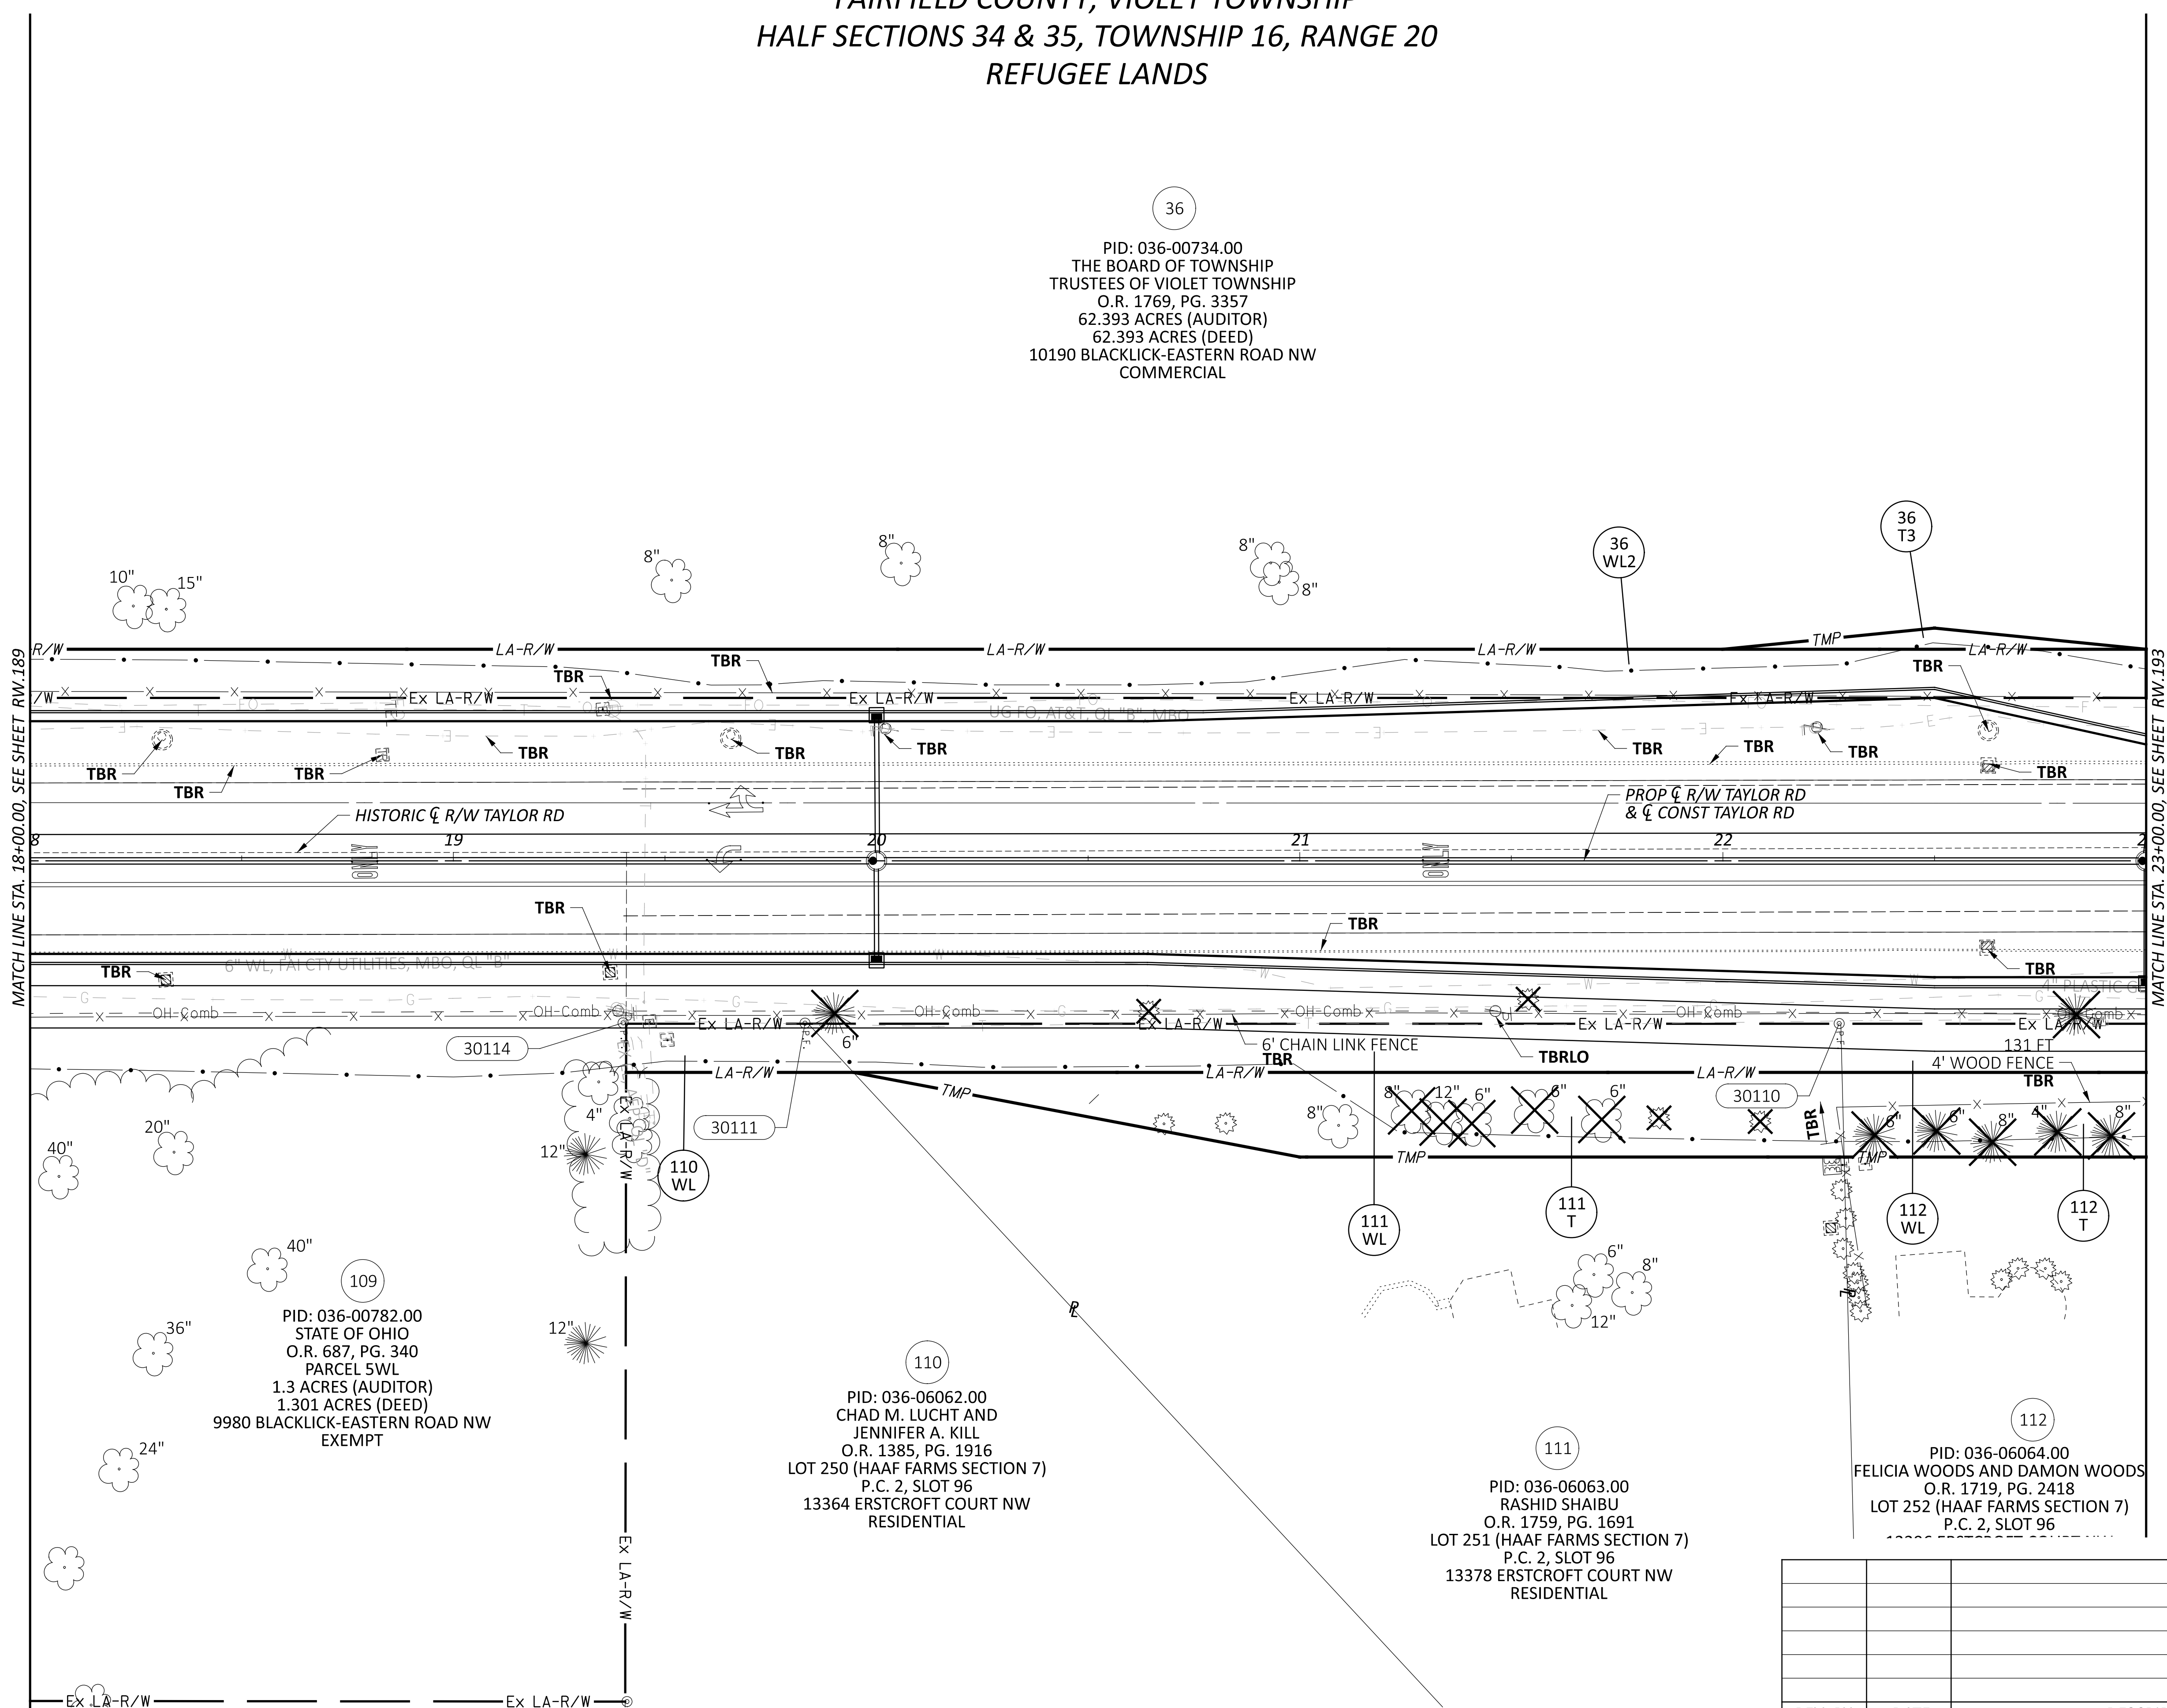 FAIRFIELD COUNTY, VIOLET TOWNSHIP
HALF SECTIONS 34 & 35, TOWNSHIP 16, RANGE 20
REFUGEE LANDS
36
PID: 036-00734.00
THE BOARD OF TOWNSHIP
TRUSTEES OF VIOLET TOWNSHIP
O.R. 1769, PG. 3357
62.393 ACRES (AUDITOR)
62.393 ACRES (DEED)
10190 BLACKLICK-EASTERN ROAD NW
COMMERCIAL
36
T3
36
WL2
10"
15"
8"
8"
8"
8"
R/W
LA-R/W
LA-R/W
LA-R/W
TMP
LA-R/W
TBR
TBR
TBR
/W
Ex LA-R/W
Ex LA-R/W
Ex LA-R/W
Ex LA-R/W
UG FO, AT&T, QL "B", MBO
TBR
TBR
TBR
TBR
TBR
TBR
TBR
TBR
TBR
TBR
HISTORIC ℄ R/W TAYLOR RD
PROP ℄ R/W TAYLOR RD
& ℄ CONST TAYLOR RD
8
19
20
21
22
2
ONLY
ONLY
MATCH LINE STA. 18+00.00, SEE SHEET RW.189
MATCH LINE STA. 23+00.00, SEE SHEET RW.193
TBR
TBR
TBR
TBR
6" WL, FAI CTY UTILITIES, MBO, QL "B"
OH-Comb
OH-Comb
OH-Comb
OH-Comb
OH-Comb
Ex LA-R/W
Ex LA-R/W
Ex LA-R/W
Ex LA-R/W
30114
6"
6' CHAIN LINK FENCE
TBR
TBRLO
131 FT
4' WOOD FENCE
TBR
LA-R/W
LA-R/W
LA-R/W
TMP
30110
30111
4"
8"
8"
12"
6"
6"
6"
TBR
6"
6"
8"
4"
8"
TMP
TMP
20"
40"
12"
Ex LA-R/W
110
WL
111
WL
111
T
112
WL
112
T
40"
36"
24"
12"
6"
8"
12"
109
PID: 036-00782.00
STATE OF OHIO
O.R. 687, PG. 340
PARCEL 5WL
1.3 ACRES (AUDITOR)
1.301 ACRES (DEED)
9980 BLACKLICK-EASTERN ROAD NW
EXEMPT
110
PID: 036-06062.00
CHAD M. LUCHT AND
JENNIFER A. KILL
O.R. 1385, PG. 1916
LOT 250 (HAAF FARMS SECTION 7)
P.C. 2, SLOT 96
13364 ERSTCROFT COURT NW
RESIDENTIAL
111
PID: 036-06063.00
RASHID SHAIBU
O.R. 1759, PG. 1691
LOT 251 (HAAF FARMS SECTION 7)
P.C. 2, SLOT 96
13378 ERSTCROFT COURT NW
RESIDENTIAL
112
PID: 036-06064.00
FELICIA WOODS AND DAMON WOODS
O.R. 1719, PG. 2418
LOT 252 (HAAF FARMS SECTION 7)
P.C. 2, SLOT 96
Ex LA-R/W
Ex LA-R/W
Ex LA-R/W